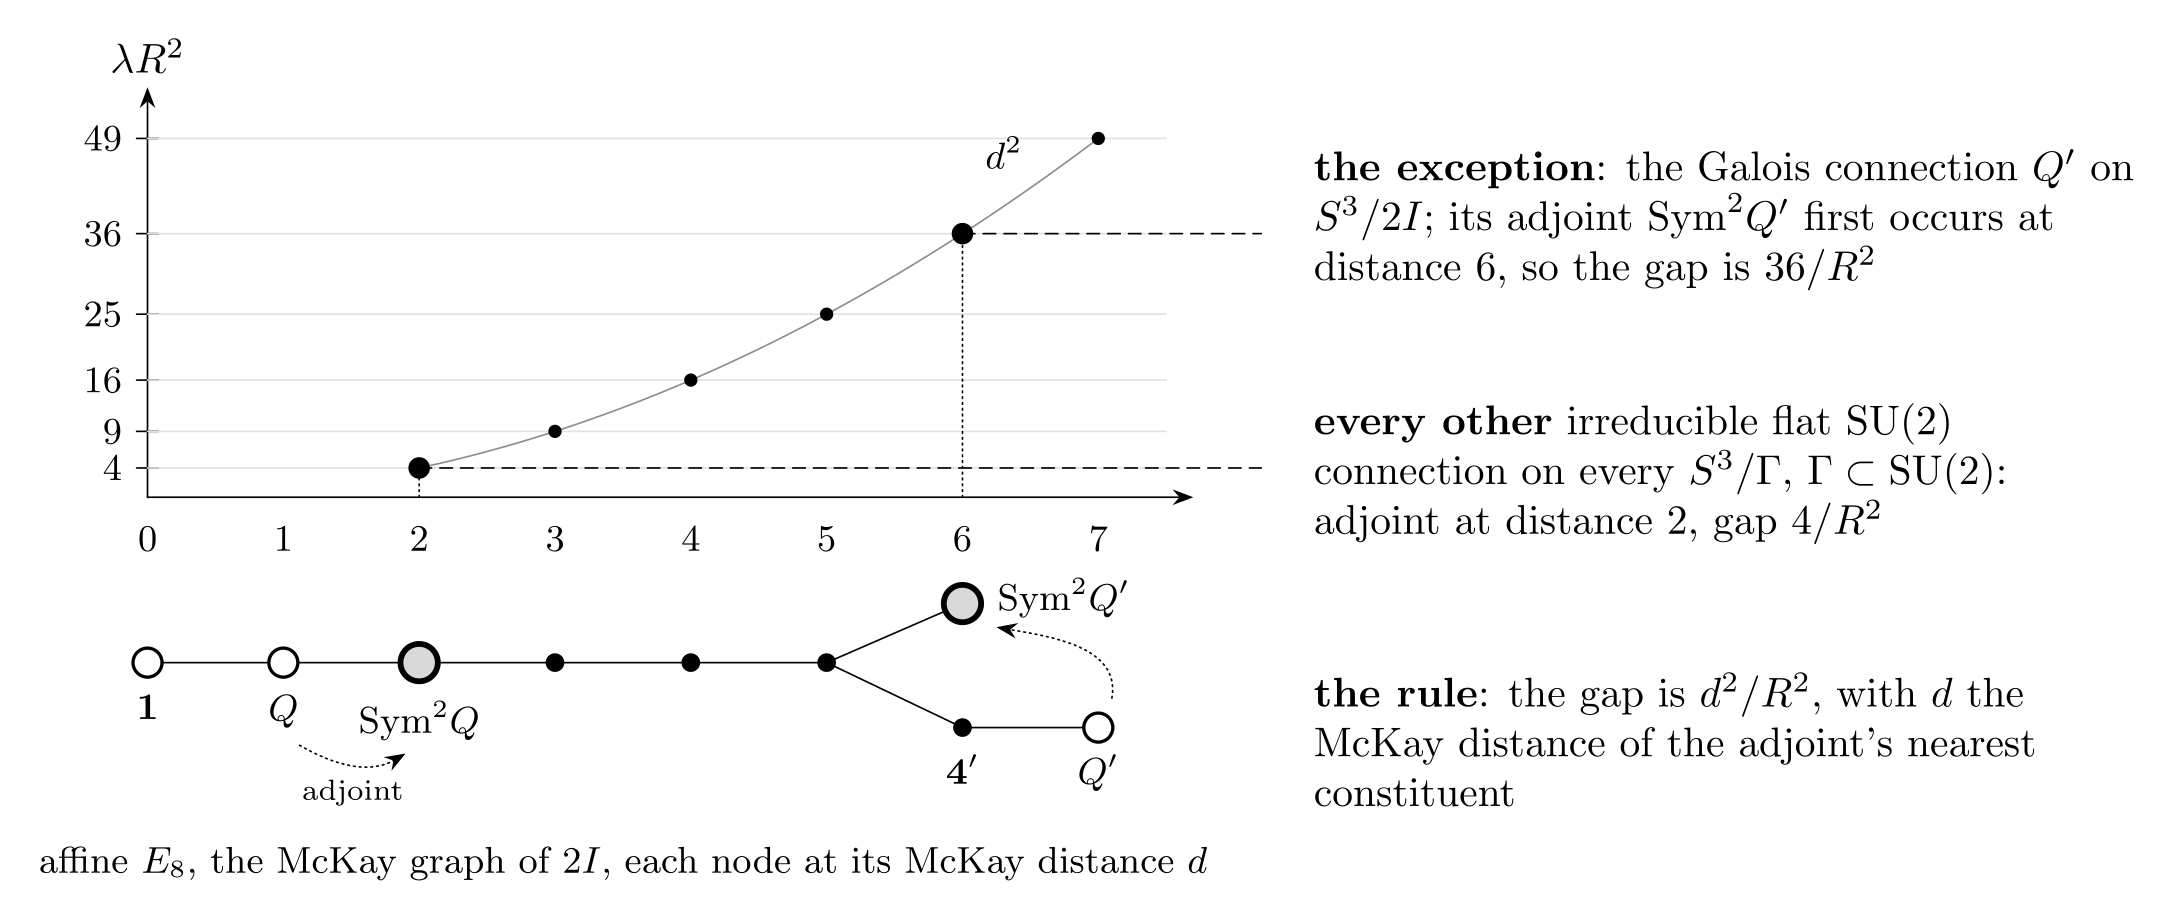 λR²
49
36
25
16
9
4
d²
0 1 2 3 4 5 6 7
Sym²Q′
1
Q
Sym²Q
adjoint
4′
Q′
affine E₈, the McKay graph of 2I, each node at its McKay distance d
the exception: the Galois connection Q′ on
S³/2I; its adjoint Sym²Q′ first occurs at
distance 6, so the gap is 36/R²
every other irreducible flat SU(2)
connection on every S³/Γ, Γ ⊂ SU(2):
adjoint at distance 2, gap 4/R²
the rule: the gap is d²/R², with d the
McKay distance of the adjoint’s nearest
constituent